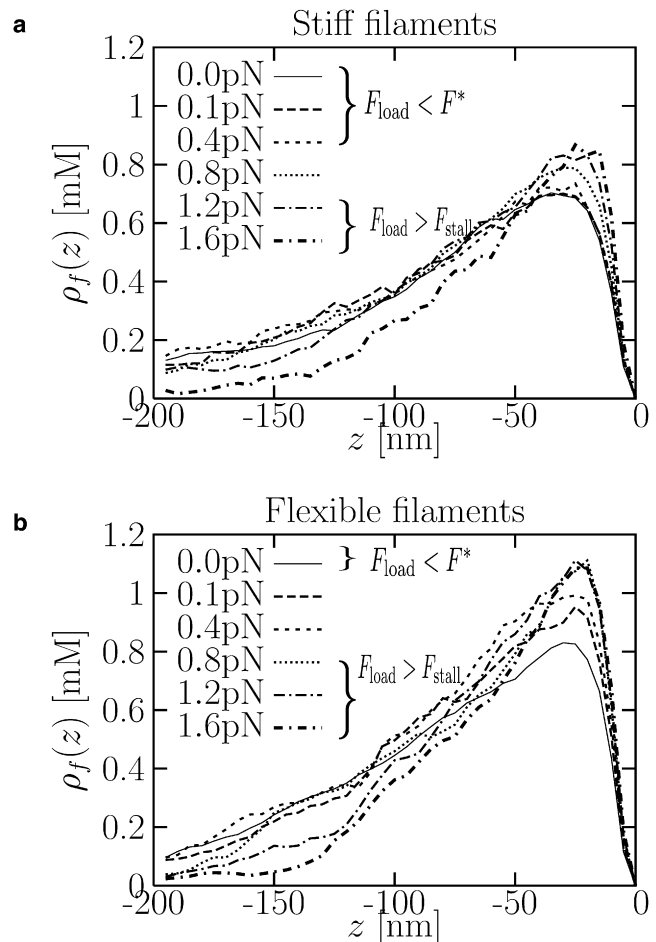 a
Stiff filaments
1.2
1
0.8
0.6
0.4
0.2
0
ρf(z) [mM]
0.0pN
0.1pN
0.4pN
0.8pN
1.2pN
1.6pN
Fload < F*
Fload > Fstall
-200 -150 -100 -50 0
z [nm]
b
Flexible filaments
1.2
1
0.8
0.6
0.4
0.2
0
ρf(z) [mM]
0.0pN
0.1pN
0.4pN
0.8pN
1.2pN
1.6pN
Fload < F*
Fload > Fstall
-200 -150 -100 -50 0
z [nm]